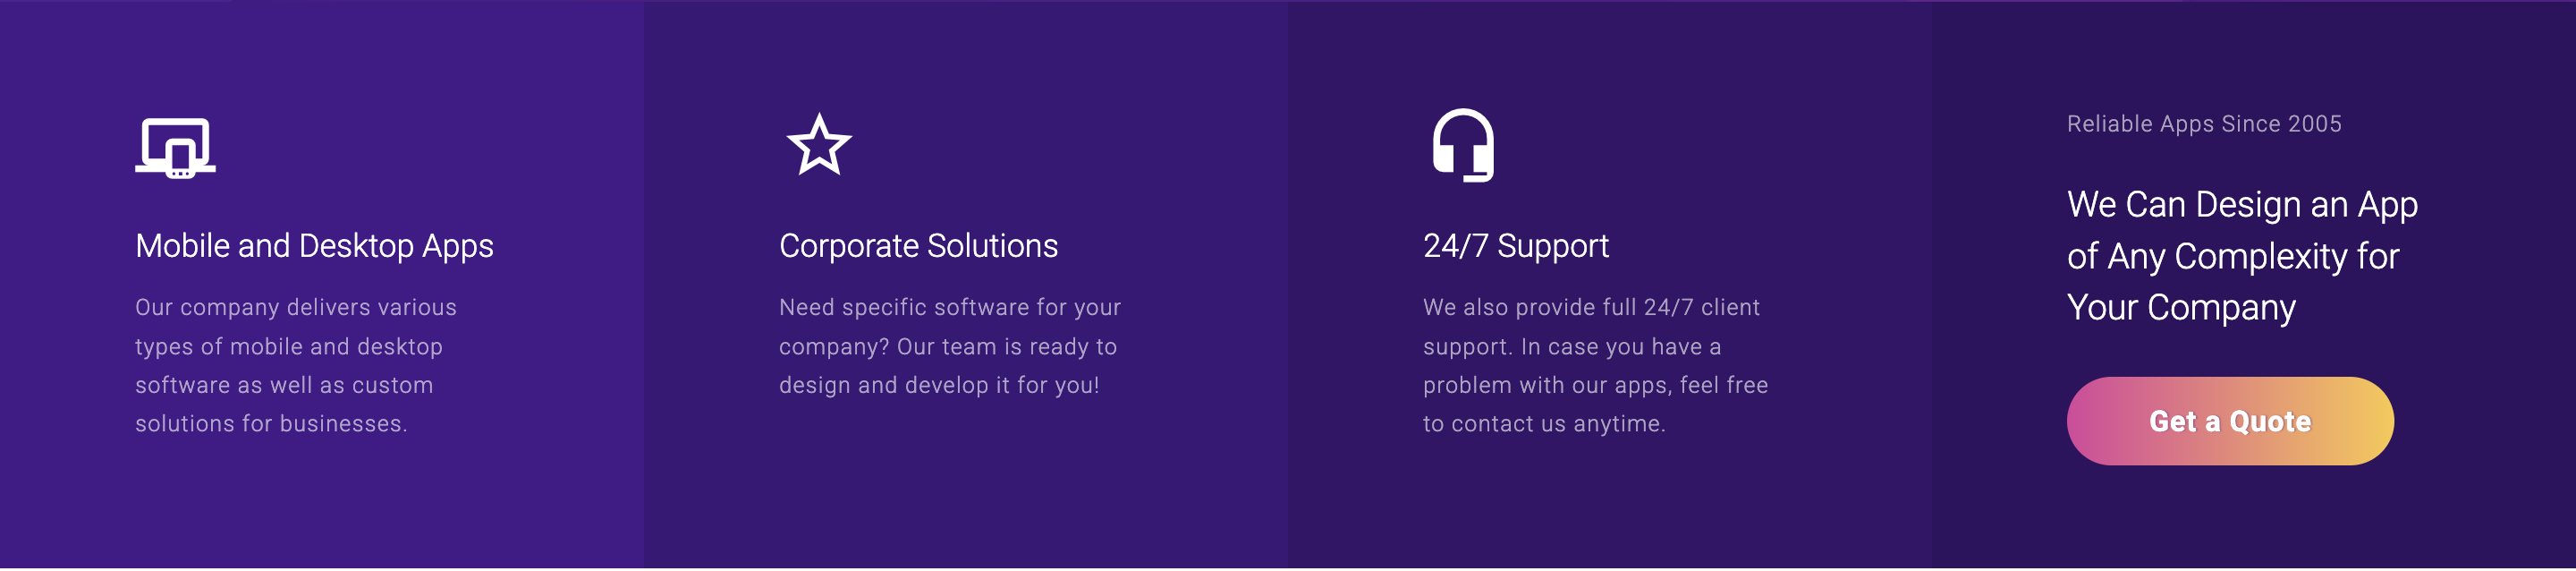 Mobile and Desktop Apps
Our company delivers various
types of mobile and desktop
software as well as custom
solutions for businesses.
Corporate Solutions
Need specific software for your
company? Our team is ready to
design and develop it for you!
24/7 Support
We also provide full 24/7 client
support. In case you have a
problem with our apps, feel free
to contact us anytime.
Reliable Apps Since 2005
We Can Design an App
of Any Complexity for
Your Company
Get a Quote